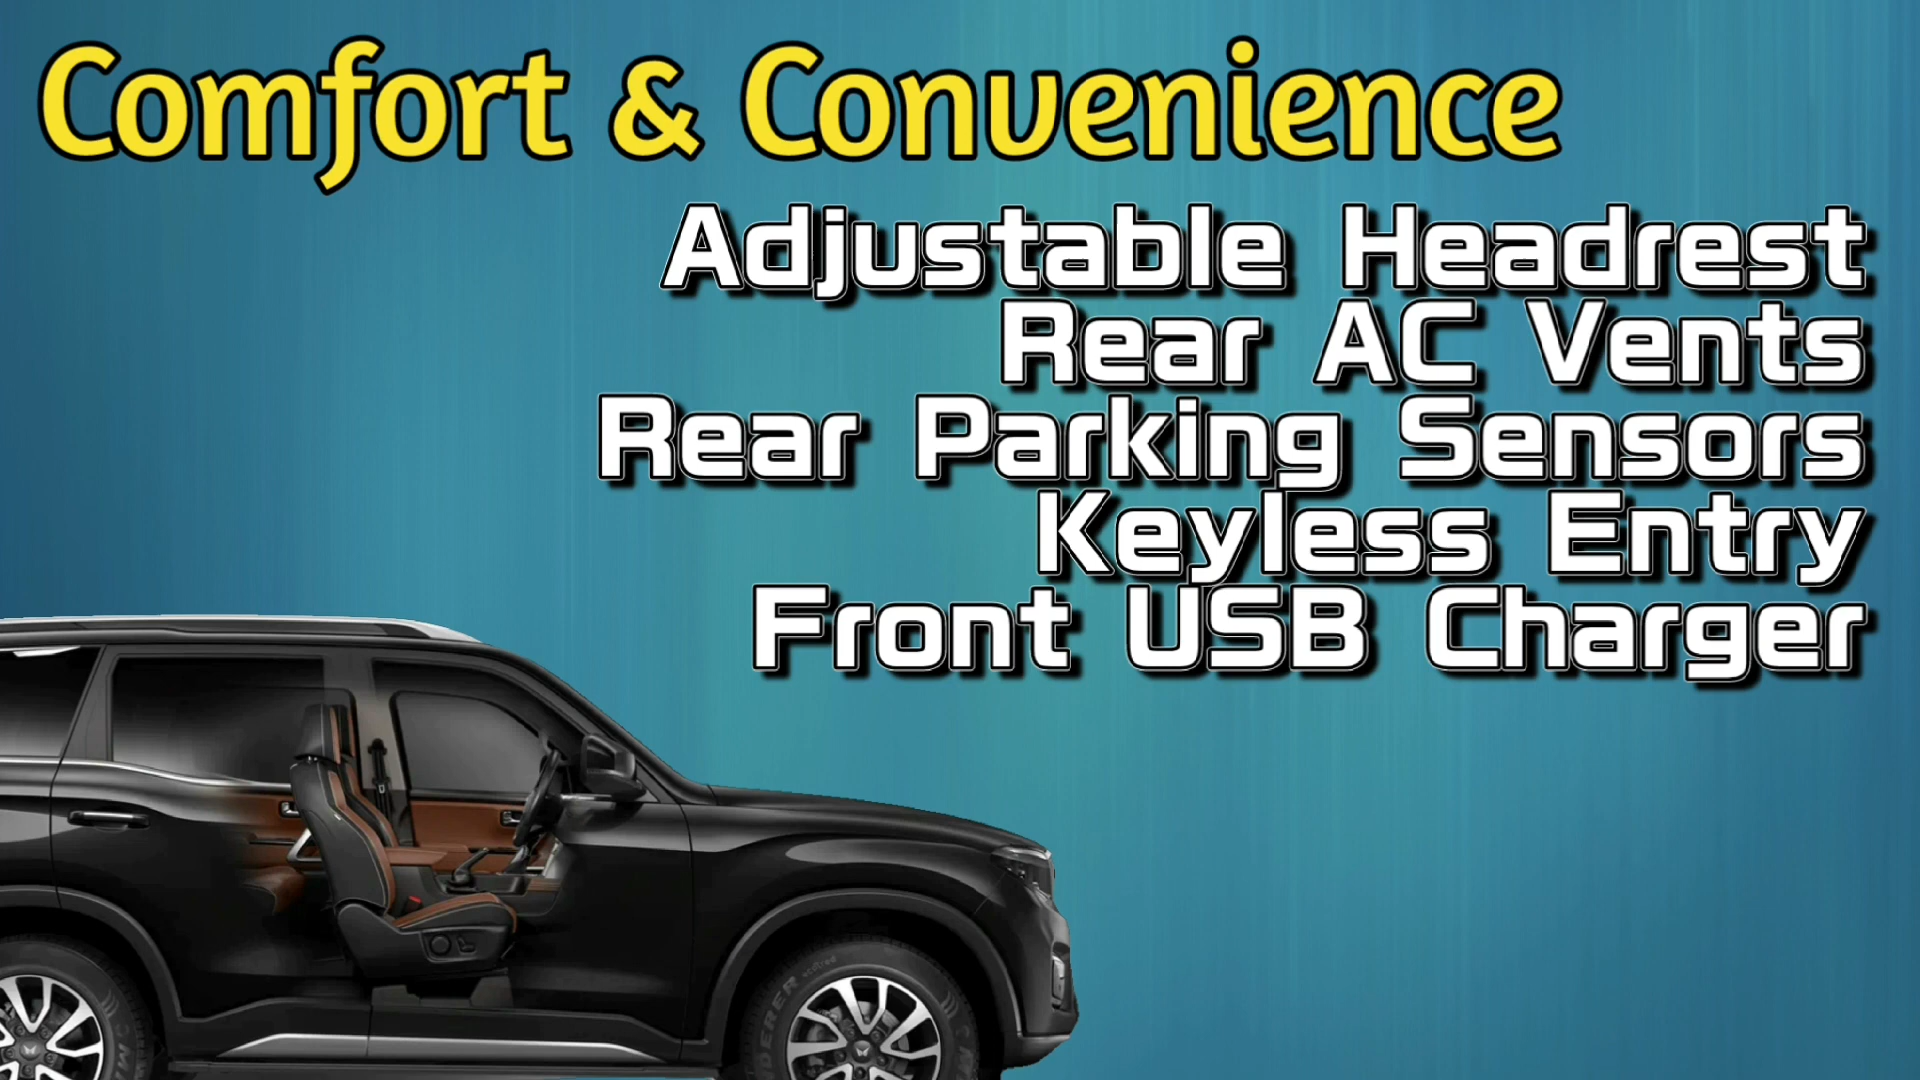 Comfort & Convenience
Adjustable Headrest
Rear AC Vents
Rear Parking Sensors
Keyless Entry
Front USB Charger